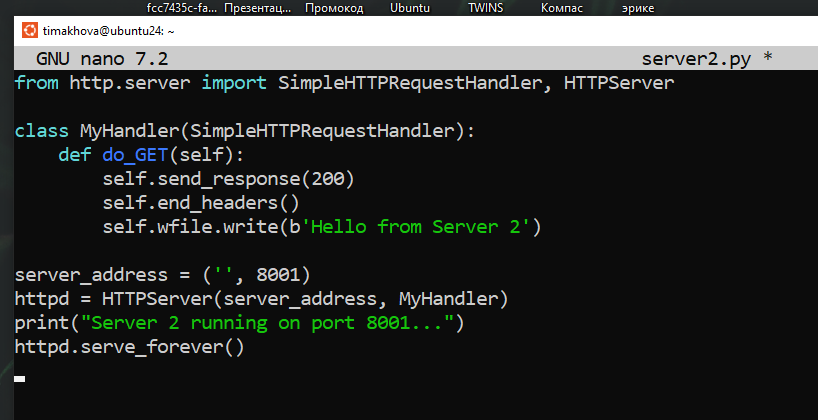 fcc7435c-fa... Презентац... Промокод Ubuntu TWINS Компас эрике
timakhova@ubuntu24: ~
GNU nano 7.2 server2.py *
from http.server import SimpleHTTPRequestHandler, HTTPServer
class MyHandler(SimpleHTTPRequestHandler):
    def do_GET(self):
        self.send_response(200)
        self.end_headers()
        self.wfile.write(b'Hello from Server 2')
server_address = ('', 8001)
httpd = HTTPServer(server_address, MyHandler)
print("Server 2 running on port 8001...")
httpd.serve_forever()